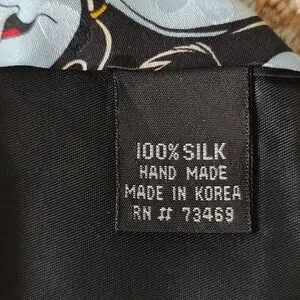 100% SILK
HAND MADE
MADE IN KOREA
RN # 73469